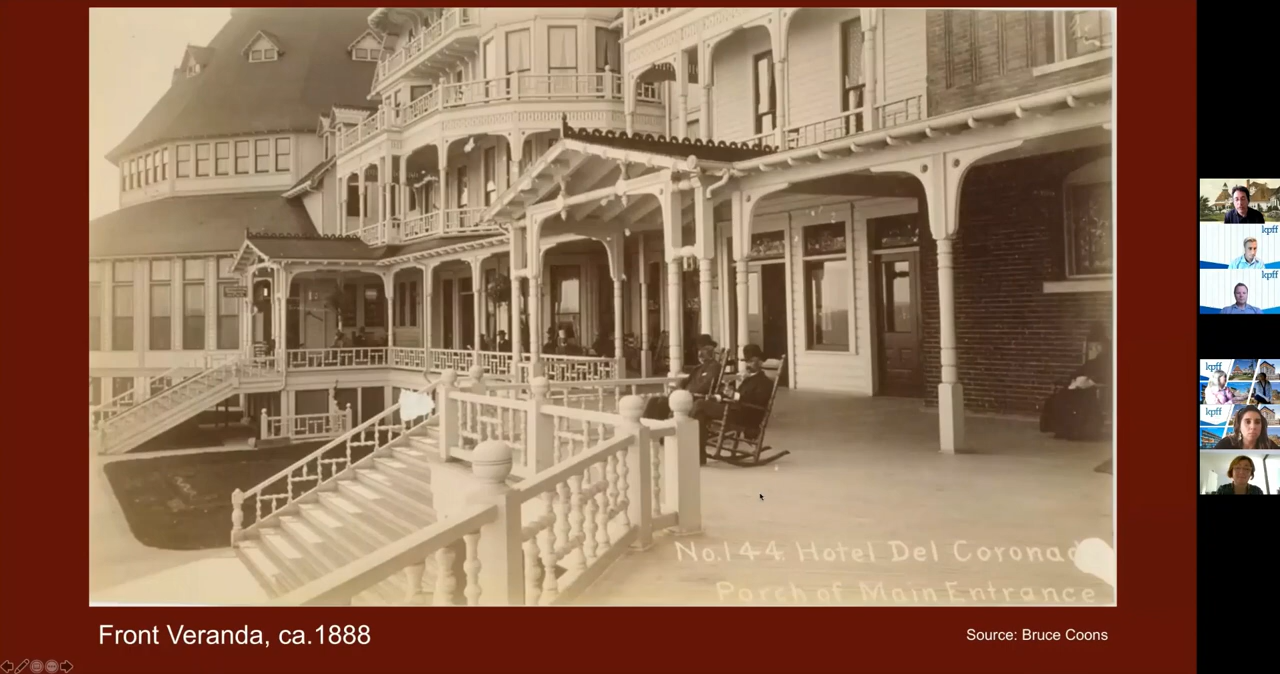 No.144. Hotel Del Coronad
Porch of Main Entrance
Front Veranda, ca.1888
Source: Bruce Coons
kpff
kpff
kpff
kpff